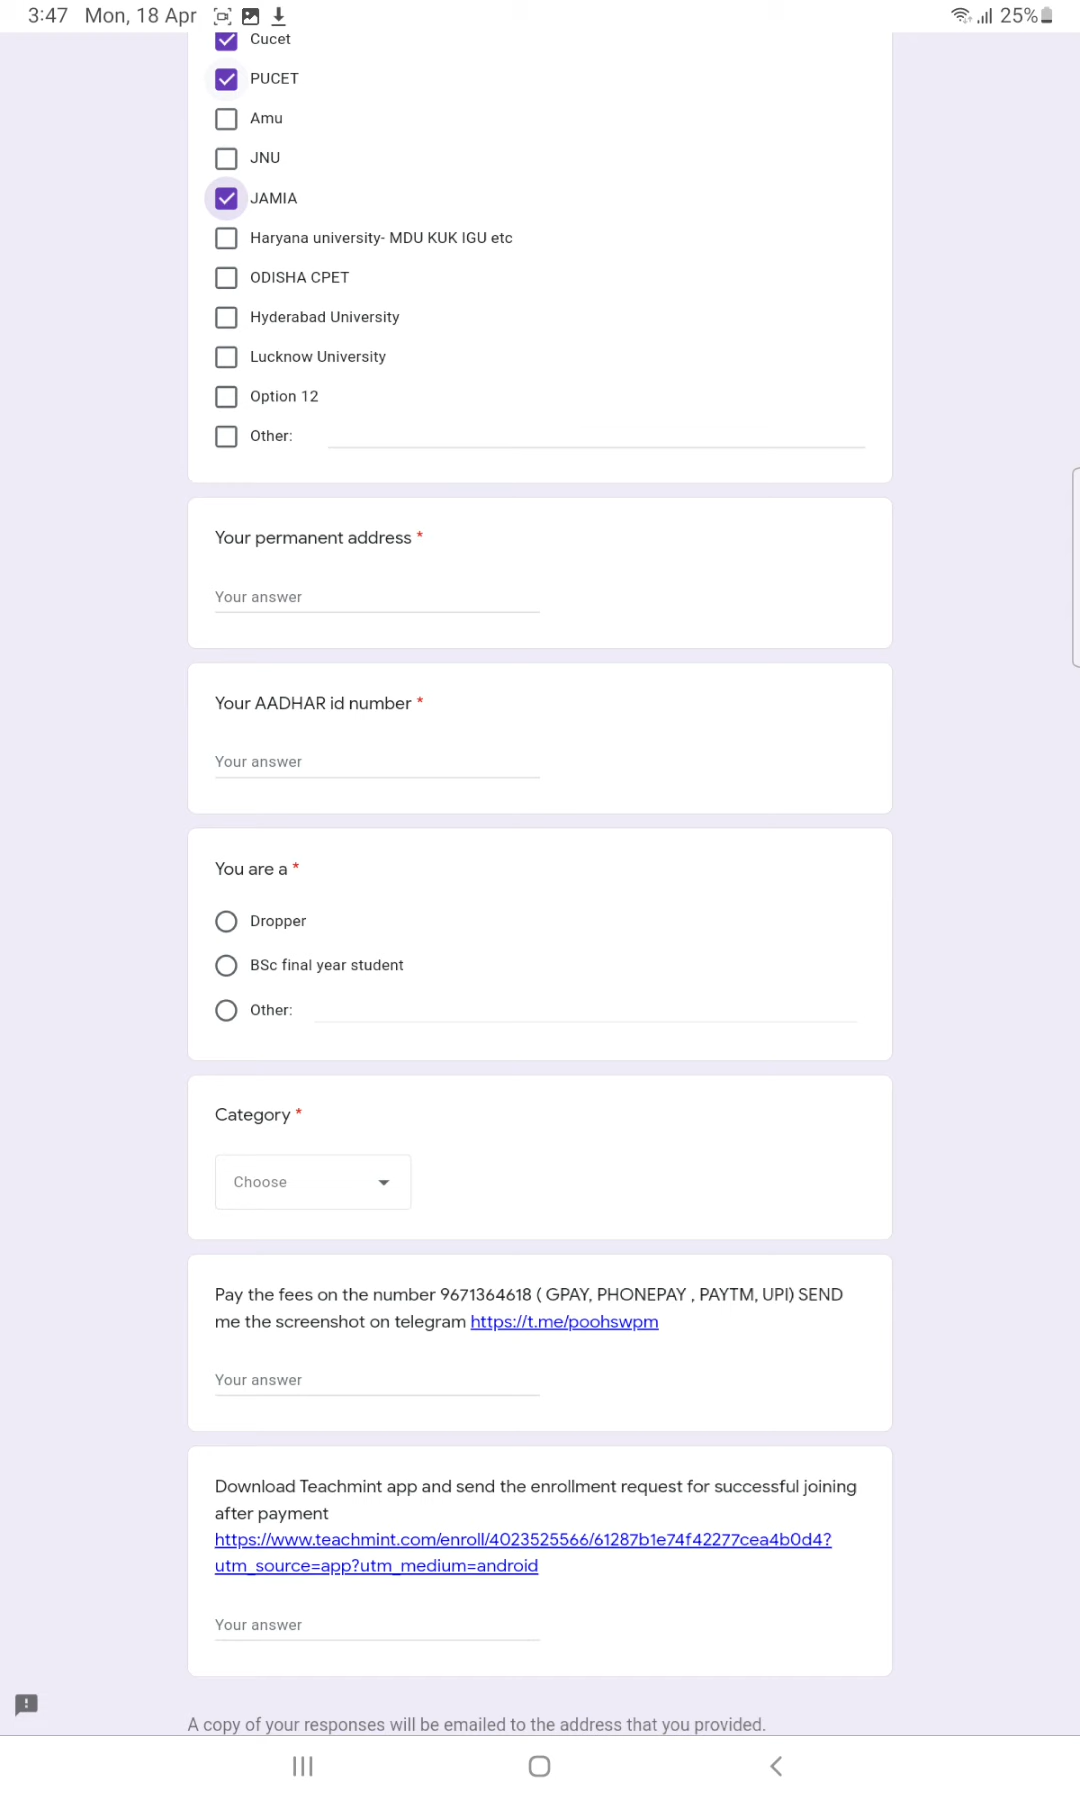 3:47 Mon, 18 Apr 25%
Cucet
PUCET
Amu
JNU
JAMIA
Haryana university- MDU KUK IGU etc
ODISHA CPET
Hyderabad University
Lucknow University
Option 12
Other:
Your permanent address *
Your answer
Your AADHAR id number *
Your answer
You are a *
Dropper
BSc final year student
Other:
Category *
Choose
Pay the fees on the number 9671364618 ( GPAY, PHONEPAY , PAYTM, UPI) SEND
me the screenshot on telegram https://t.me/poohswpm
Your answer
Download Teachmint app and send the enrollment request for successful joining
after payment
https://www.teachmint.com/enroll/4023525566/61287b1e74f42277cea4b0d4?
utm_source=app?utm_medium=android
Your answer
A copy of your responses will be emailed to the address that you provided.